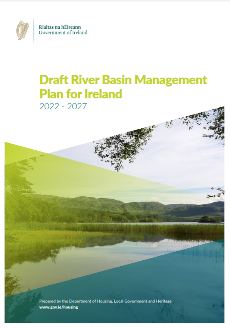 Rialtas na hÉireann
Government of Ireland
Draft River Basin Management
Plan for Ireland
2022 - 2027
Prepared by the Department of Housing, Local Government and Heritage
www.gov.ie/housing